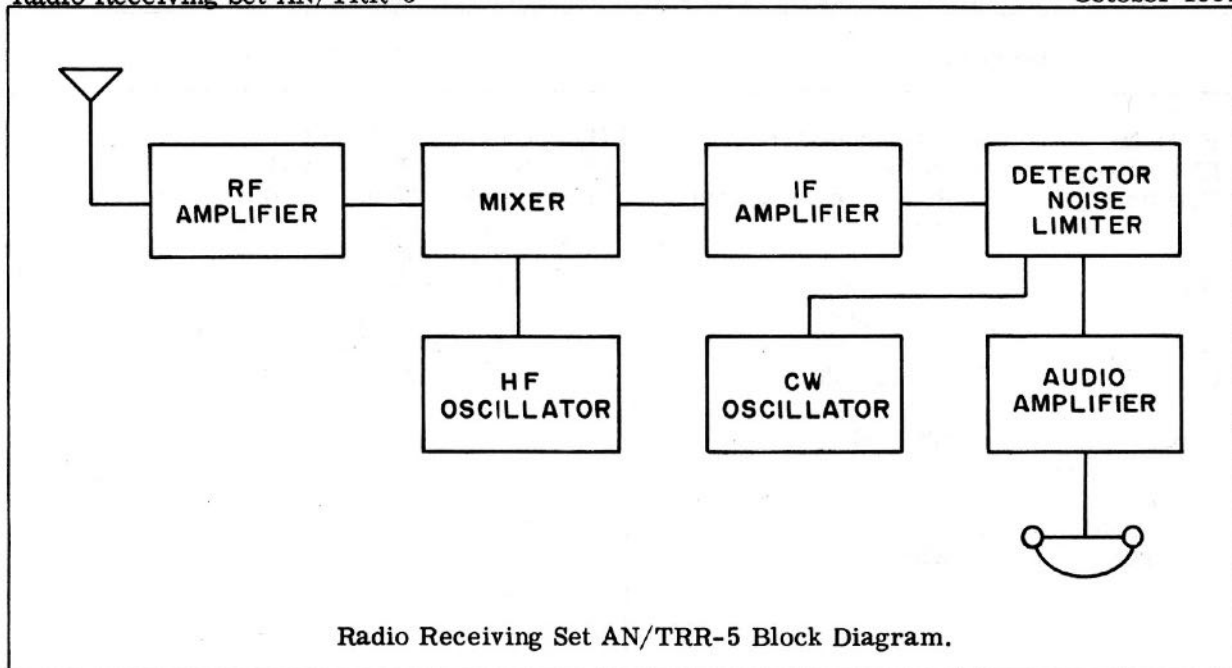 RF
AMPLIFIER
MIXER
IF
AMPLIFIER
DETECTOR
NOISE
LIMITER
HF
OSCILLATOR
CW
OSCILLATOR
AUDIO
AMPLIFIER
Radio Receiving Set AN/TRR-5 Block Diagram.